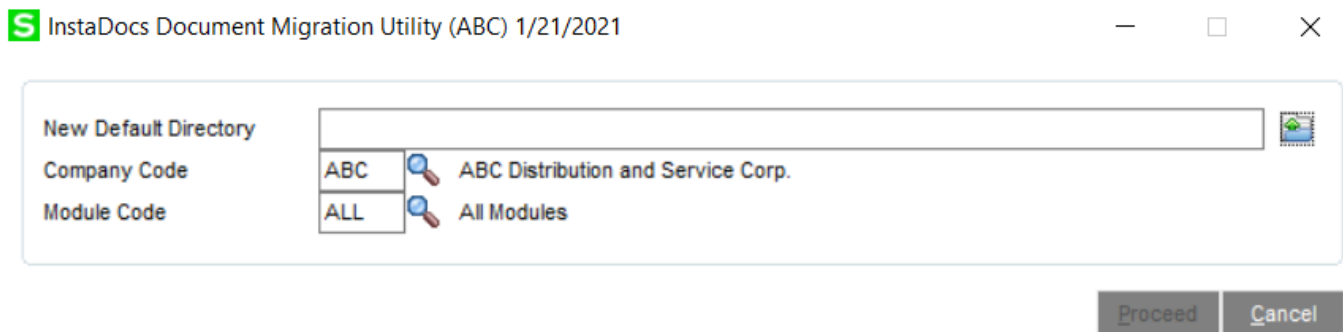 S InstaDocs Document Migration Utility (ABC) 1/21/2021
New Default Directory
Company Code ABC ABC Distribution and Service Corp.
Module Code ALL All Modules
Proceed Cancel